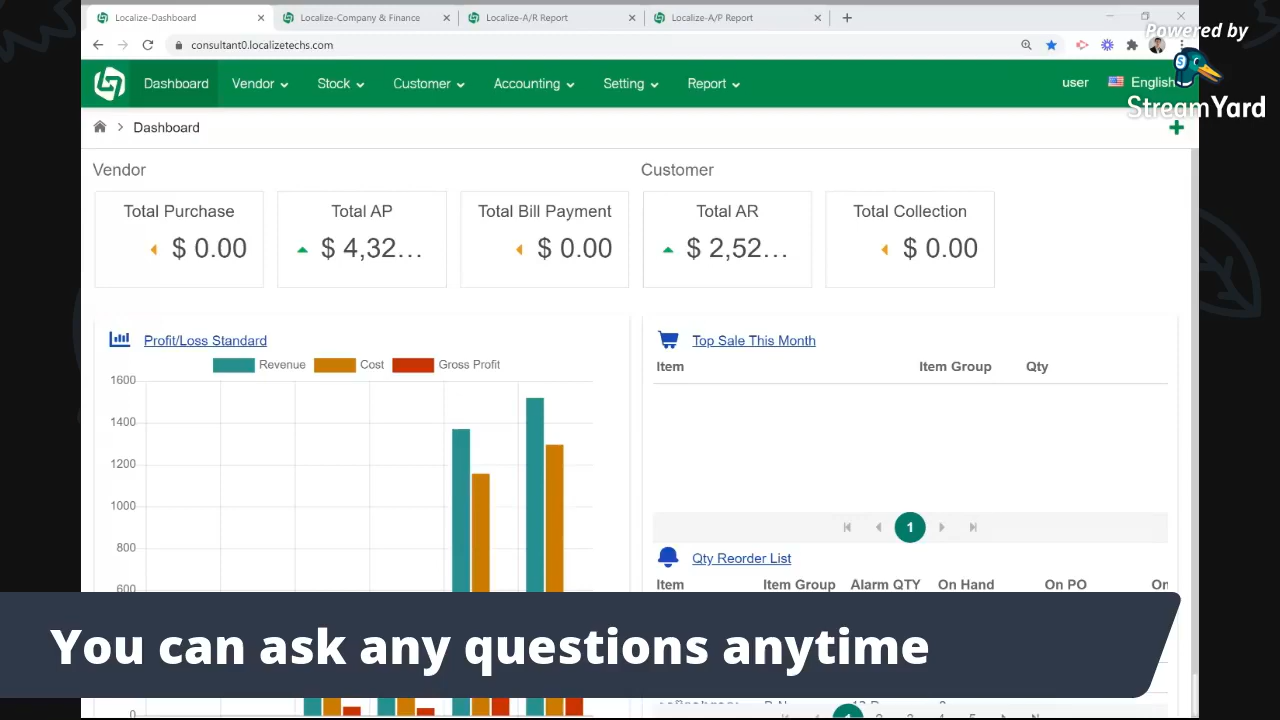 Localize-Dashboard
Localize-Company & Finance
Localize-A/R Report
Localize-A/P Report
consultant0.localizetechs.com
Powered by
StreamYard
Dashboard
Vendor
Stock
Customer
Accounting
Setting
Report
user
English
Dashboard
Vendor
Customer
Total Purchase
$ 0.00
Total AP
$ 4,32...
Total Bill Payment
$ 0.00
Total AR
$ 2,52...
Total Collection
$ 0.00
Profit/Loss Standard
Revenue Cost Gross Profit
1600
1400
1200
1000
800
600
0
Top Sale This Month
Item Item Group Qty
1
Qty Reorder List
Item Item Group Alarm QTY On Hand On PO
You can ask any questions anytime